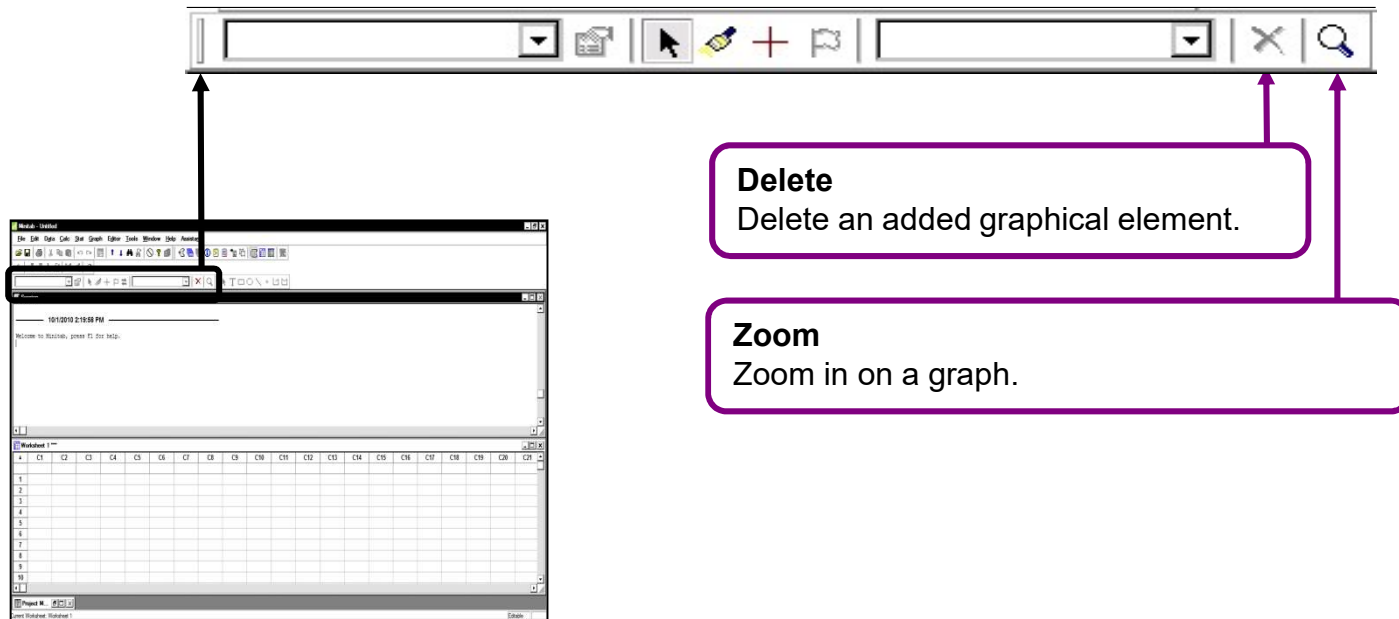 Delete
Delete an added graphical element.
Zoom
Zoom in on a graph.
Minitab - Untitled
File Edit Data Calc Stat Graph Editor Tools Window Help
10/1/2010 2:19:58 PM
Welcome to Minitab, press F1 for help.
Worksheet 1 ***
C1 C2 C3 C4 C5 C6 C7 C8 C9 C10 C11 C12 C13 C14 C15 C16 C17 C18 C19 C20 C21
1
2
3
4
5
6
7
8
9
10
Project M...
Current Worksheet: Worksheet 1
Editable